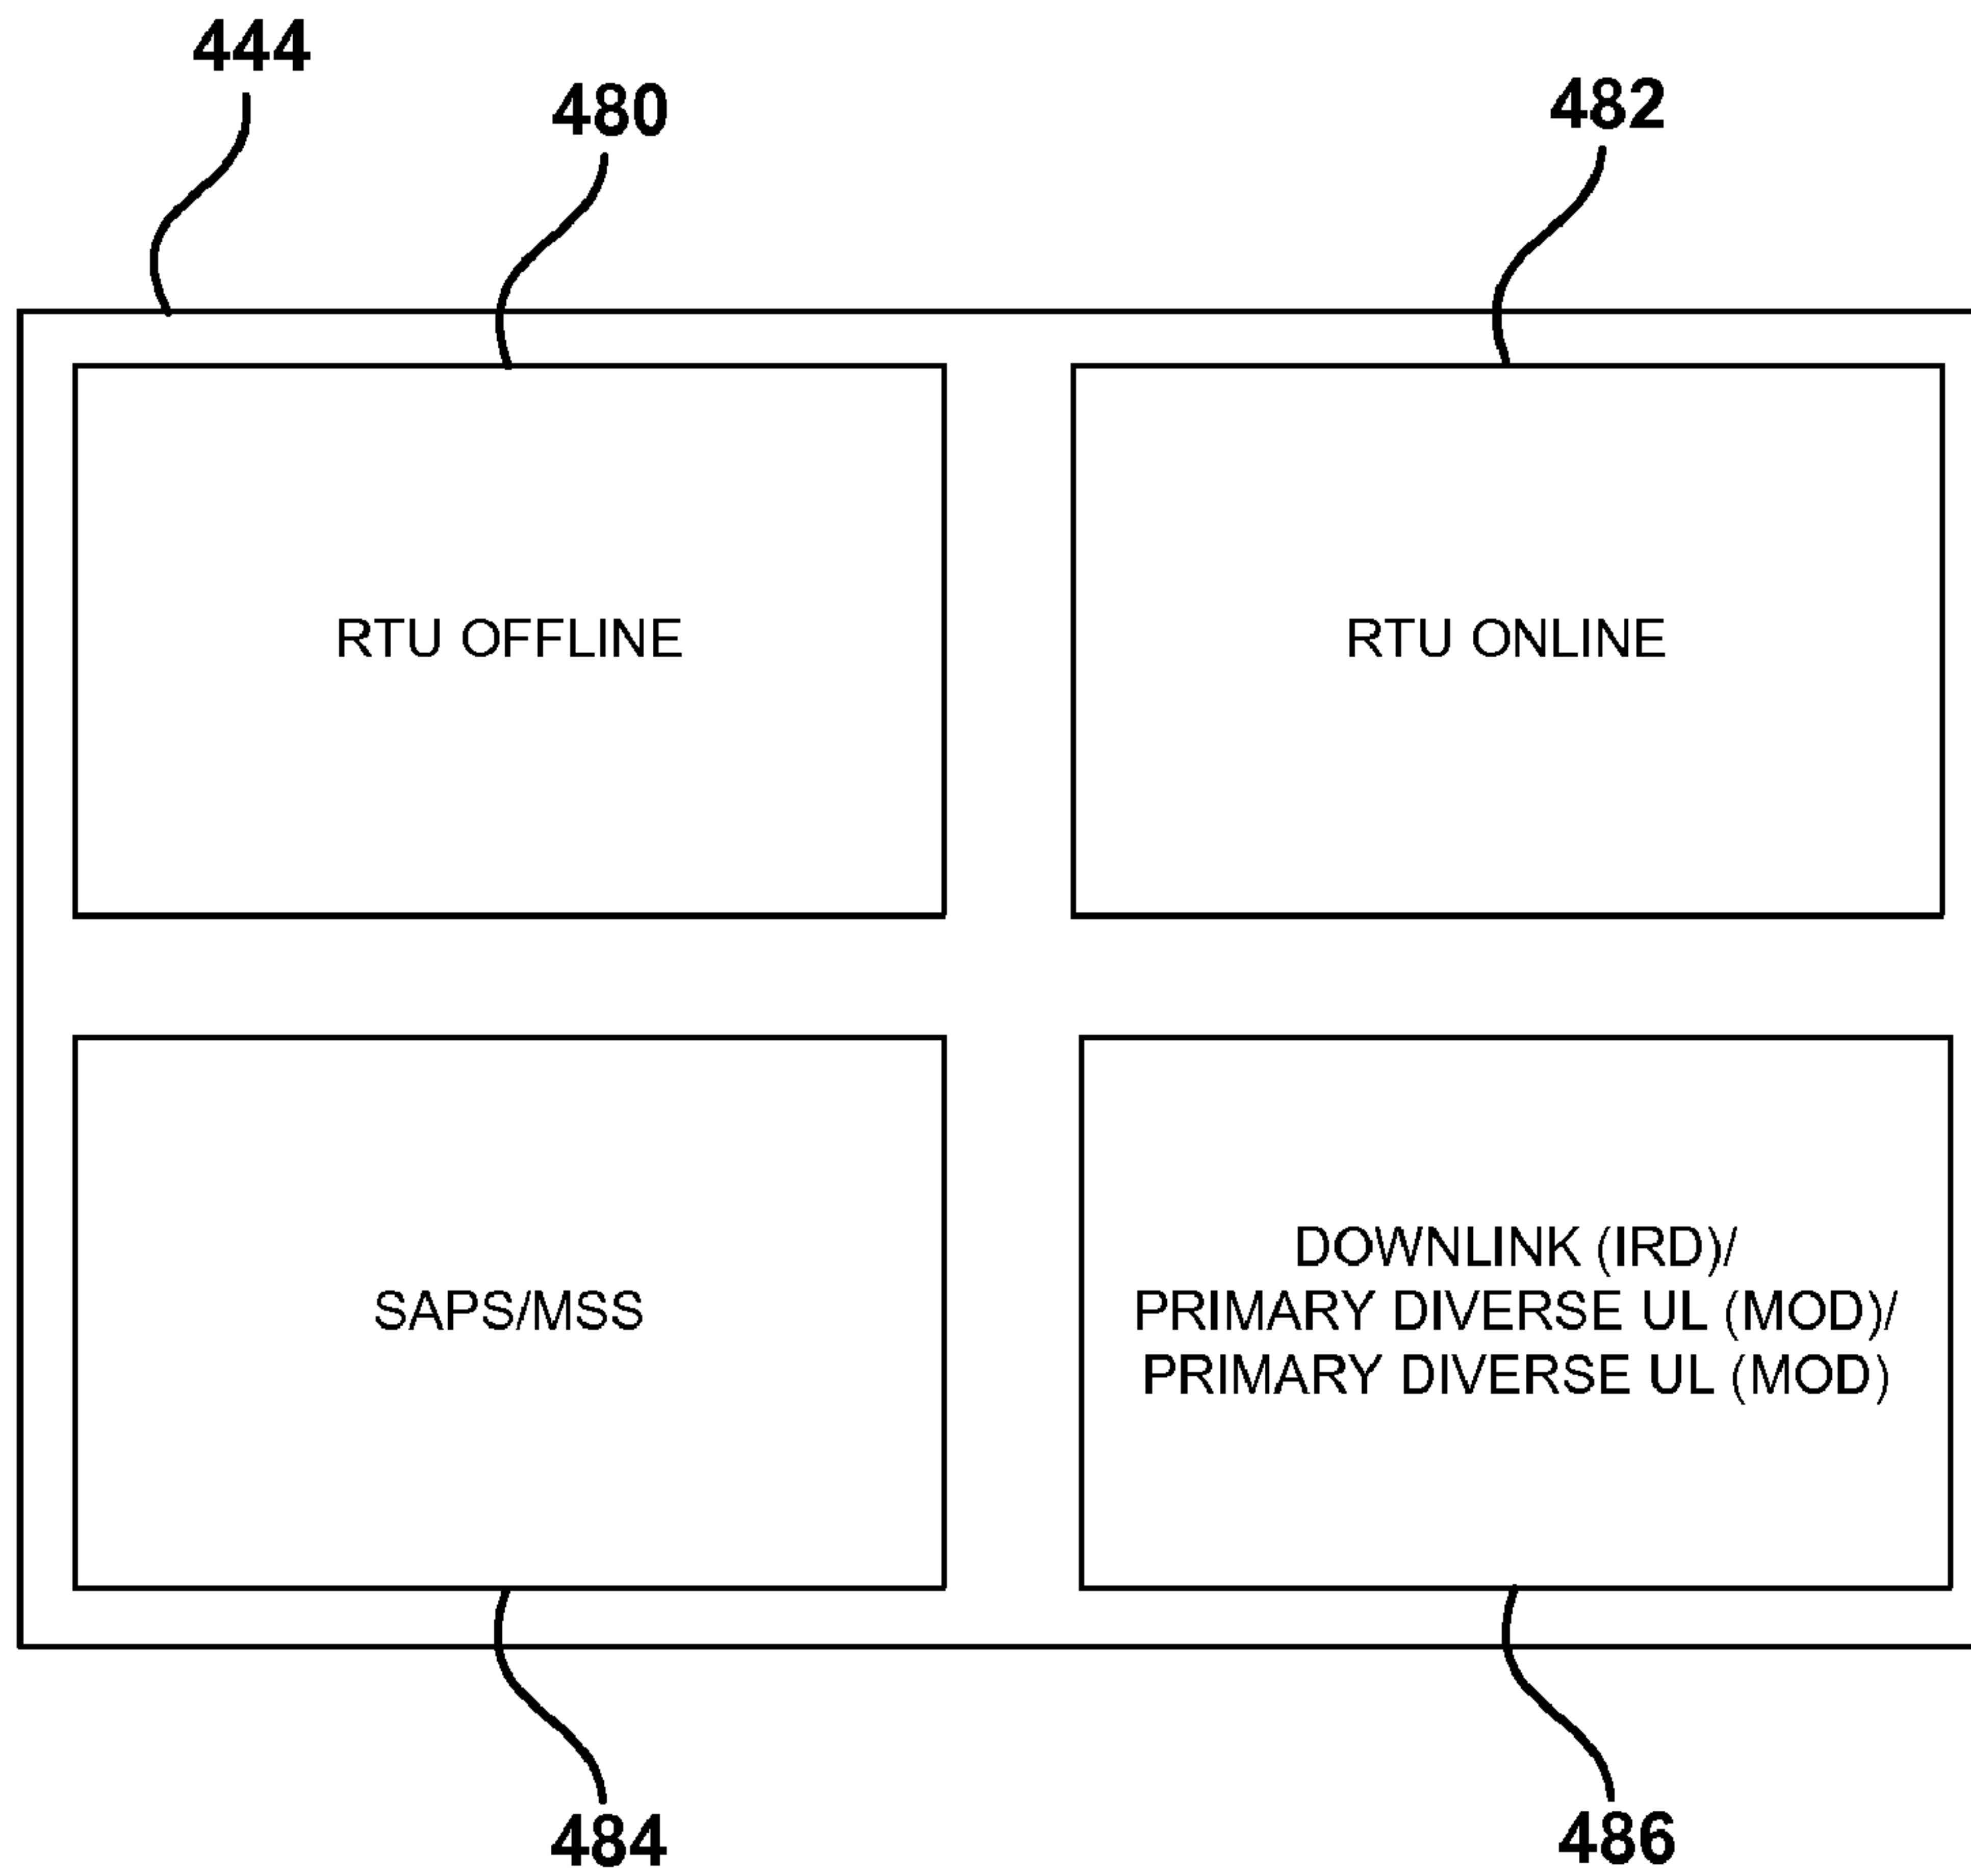 444
480
482
RTU OFFLINE
RTU ONLINE
SAPS/MSS
DOWNLINK (IRD)/
PRIMARY DIVERSE UL (MOD)/
PRIMARY DIVERSE UL (MOD)
484
486